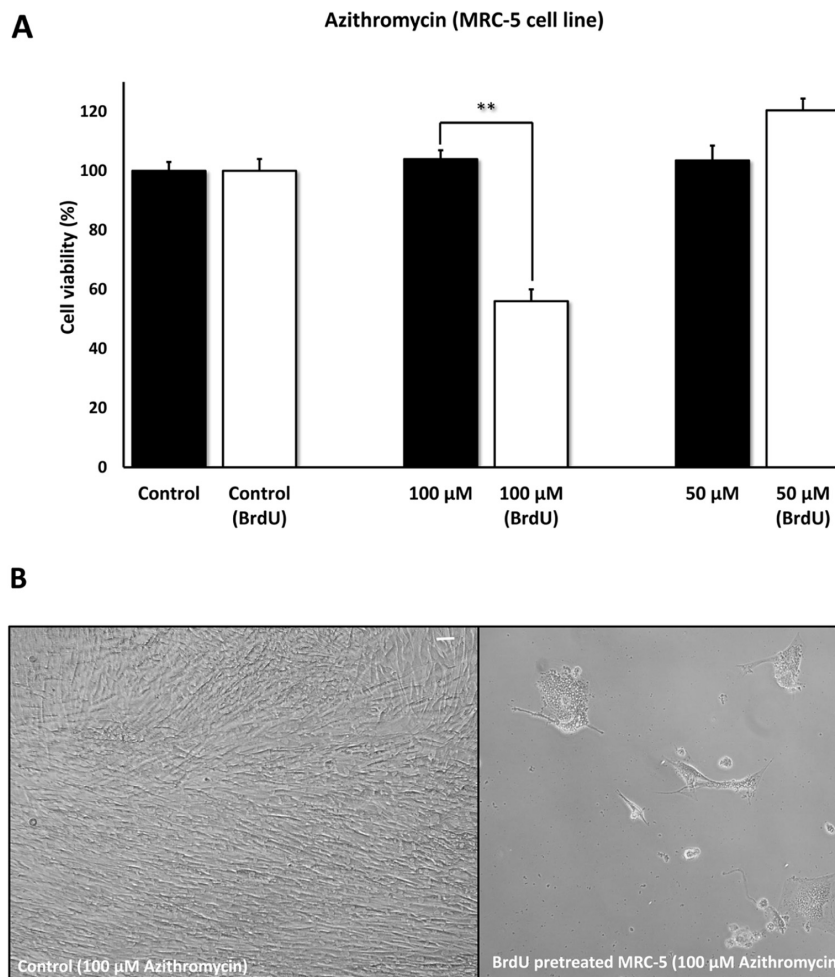 A
Azithromycin (MRC-5 cell line)
Cell viability (%)
120
100
80
60
40
20
0
**
Control
Control
(BrdU)
100 µM
100 µM
(BrdU)
50 µM
50 µM
(BrdU)
B
Control (100 µM Azithromycin)
BrdU pretreated MRC-5 (100 µM Azithromycin